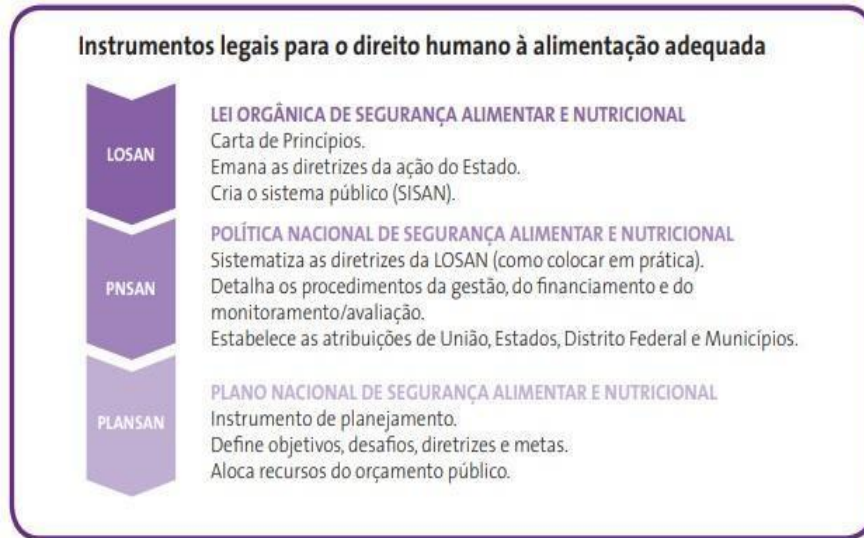 Instrumentos legais para o direito humano à alimentação adequada
LOSAN
LEI ORGÂNICA DE SEGURANÇA ALIMENTAR E NUTRICIONAL
Carta de Princípios.
Emana as diretrizes da ação do Estado.
Cria o sistema público (SISAN).
PNSAN
POLÍTICA NACIONAL DE SEGURANÇA ALIMENTAR E NUTRICIONAL
Sistematiza as diretrizes da LOSAN (como colocar em prática).
Detalha os procedimentos da gestão, do financiamento e do
monitoramento/avaliação.
Estabelece as atribuições de União, Estados, Distrito Federal e Municípios.
PLANSAN
PLANO NACIONAL DE SEGURANÇA ALIMENTAR E NUTRICIONAL
Instrumento de planejamento.
Define objetivos, desafios, diretrizes e metas.
Aloca recursos do orçamento público.